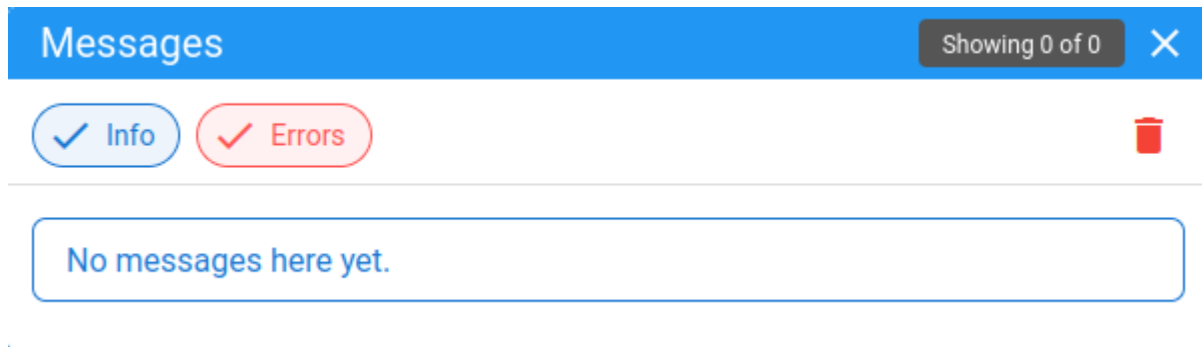 Messages
Showing 0 of 0
Info
Errors
No messages here yet.